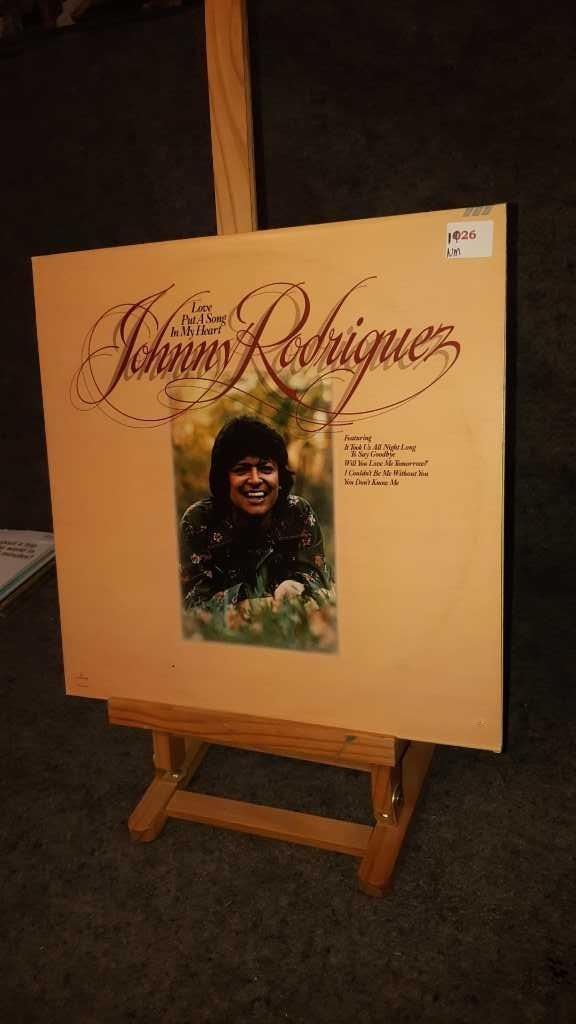 1926
NM
Love
Put A Song
In My Heart
Johnny Rodriguez
Featuring
It Took Us All Night Long
To Say Goodbye
Will You Love Me Tomorrow?
I Couldn't Be Me Without You
You Don't Know Me